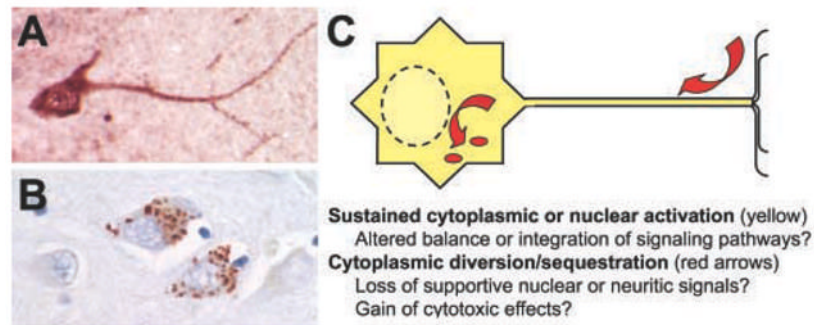 A
C
B
Sustained cytoplasmic or nuclear activation (yellow)
Altered balance or integration of signaling pathways?
Cytoplasmic diversion/sequestration (red arrows)
Loss of supportive nuclear or neuritic signals?
Gain of cytotoxic effects?